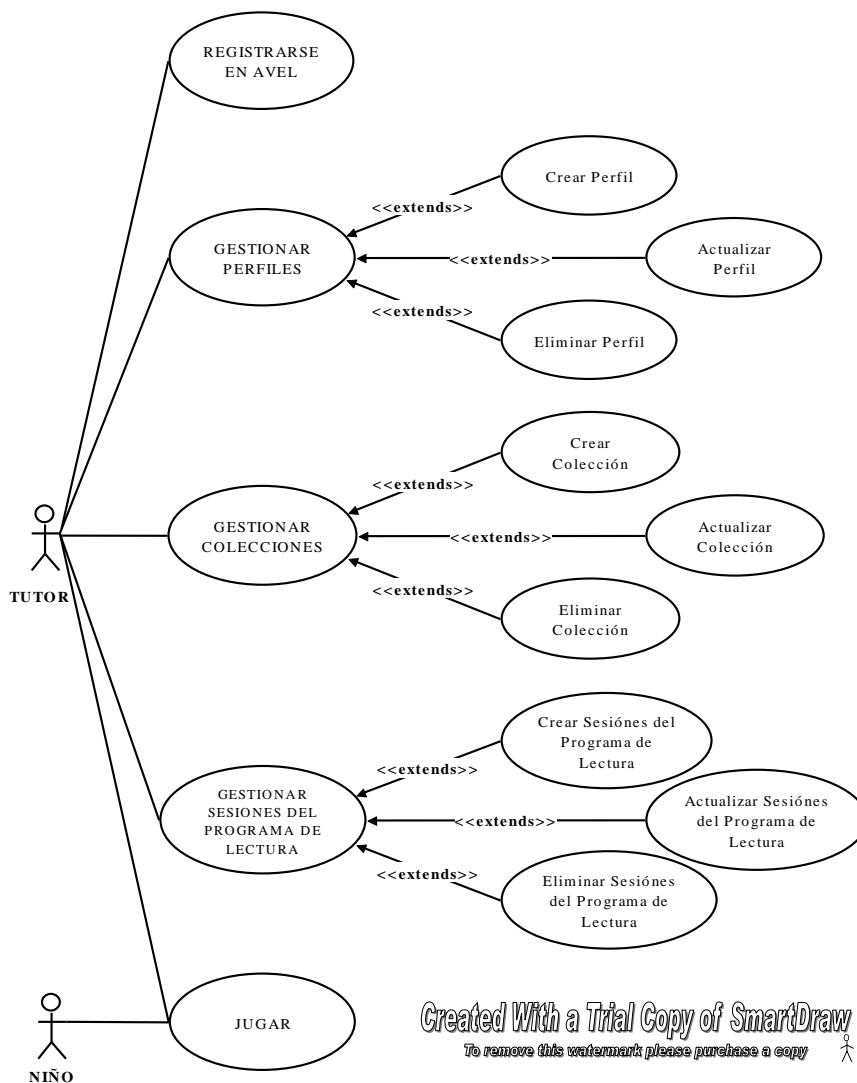 REGISTRARSE
EN AVEL
Crear Perfil
<<extends>>
GESTIONAR
PERFILES
<<extends>>
Actualizar
Perfil
<<extends>>
Eliminar Perfil
Crear
Colección
<<extends>>
GESTIONAR
COLECCIONES
<<extends>>
Actualizar
Colección
<<extends>>
Eliminar
Colección
TUTOR
Crear Sesiónes del
Programa de
Lectura
<<extends>>
GESTIONAR
SESIONES DEL
PROGRAMA DE
LECTURA
<<extends>>
Actualizar Sesiónes
del Programa de
Lectura
<<extends>>
Eliminar Sesiónes
del Programa de
Lectura
JUGAR
NIÑO
Created With a Trial Copy of SmartDraw
To remove this watermark please purchase a copy